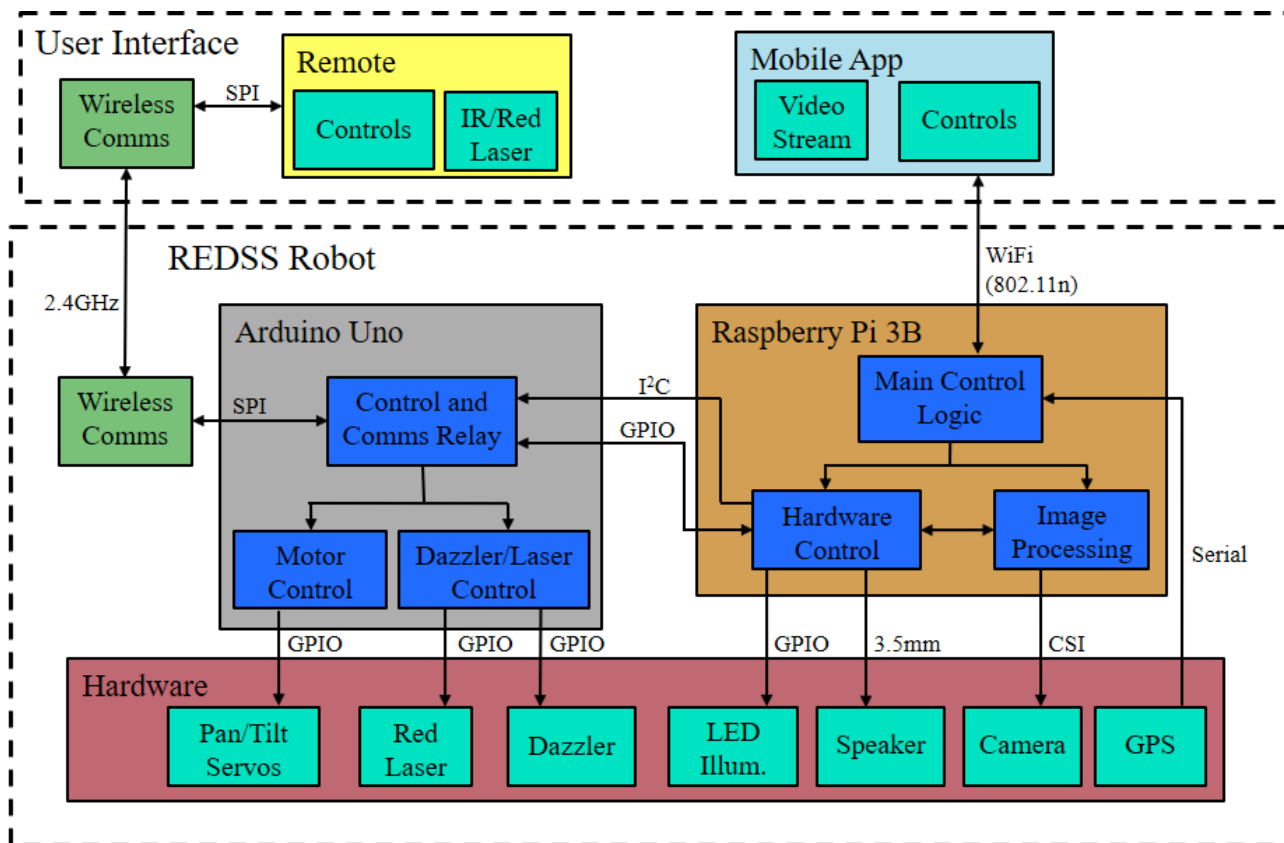 User Interface
Remote
Mobile App
Wireless
Comms
SPI
Controls
IR/Red
Laser
Video
Stream
Controls
REDSS Robot
WiFi
(802.11n)
2.4GHz
Arduino Uno
Raspberry Pi 3B
Wireless
Comms
SPI
Control and
Comms Relay
I²C
GPIO
Main Control
Logic
Motor
Control
Dazzler/Laser
Control
Hardware
Control
Image
Processing
Serial
GPIO
GPIO
GPIO
GPIO
3.5mm
CSI
Hardware
Pan/Tilt
Servos
Red
Laser
Dazzler
LED
Illum.
Speaker
Camera
GPS